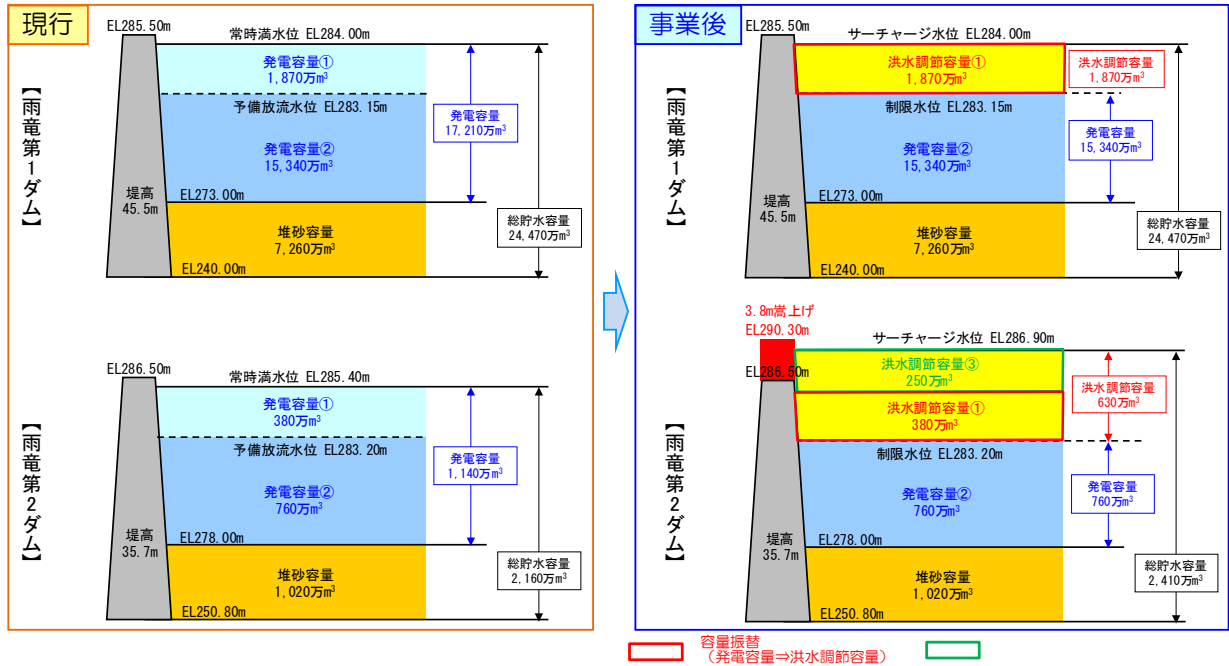 現行
EL285.50m
常時満水位 EL284.00m
発電容量①
1,870万m³
予備放流水位 EL283.15m
発電容量
17,210万m³
発電容量②
15,340万m³
【雨竜第1ダム】
堤高
45.5m
EL273.00m
総貯水容量
24,470万m³
堆砂容量
7,260万m³
EL240.00m
EL286.50m
常時満水位 EL285.40m
発電容量①
380万m³
予備放流水位 EL283.20m
発電容量
1,140万m³
発電容量②
760万m³
【雨竜第2ダム】
堤高
35.7m
EL278.00m
総貯水容量
2,160万m³
堆砂容量
1,020万m³
EL250.80m
事業後
EL285.50m
サーチャージ水位 EL284.00m
洪水調節容量①
1,870万m³
洪水調節容量
1,870万m³
制限水位 EL283.15m
発電容量
15,340万m³
発電容量②
15,340万m³
【雨竜第1ダム】
堤高
45.5m
EL273.00m
総貯水容量
24,470万m³
堆砂容量
7,260万m³
EL240.00m
3.8m嵩上げ
EL290.30m
サーチャージ水位 EL286.90m
EL286.50m
洪水調節容量③
250万m³
洪水調節容量
630万m³
洪水調節容量①
380万m³
制限水位 EL283.20m
発電容量
760万m³
発電容量②
760万m³
【雨竜第2ダム】
堤高
35.7m
EL278.00m
総貯水容量
2,410万m³
堆砂容量
1,020万m³
EL250.80m
容量振替
（発電容量⇒洪水調節容量）